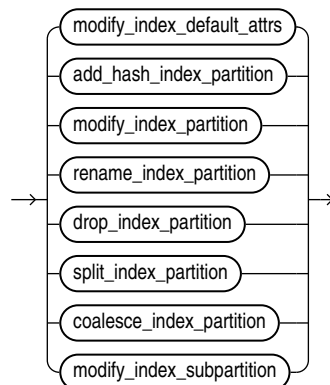 modify_index_default_attrs
add_hash_index_partition
modify_index_partition
rename_index_partition
drop_index_partition
split_index_partition
coalesce_index_partition
modify_index_subpartition